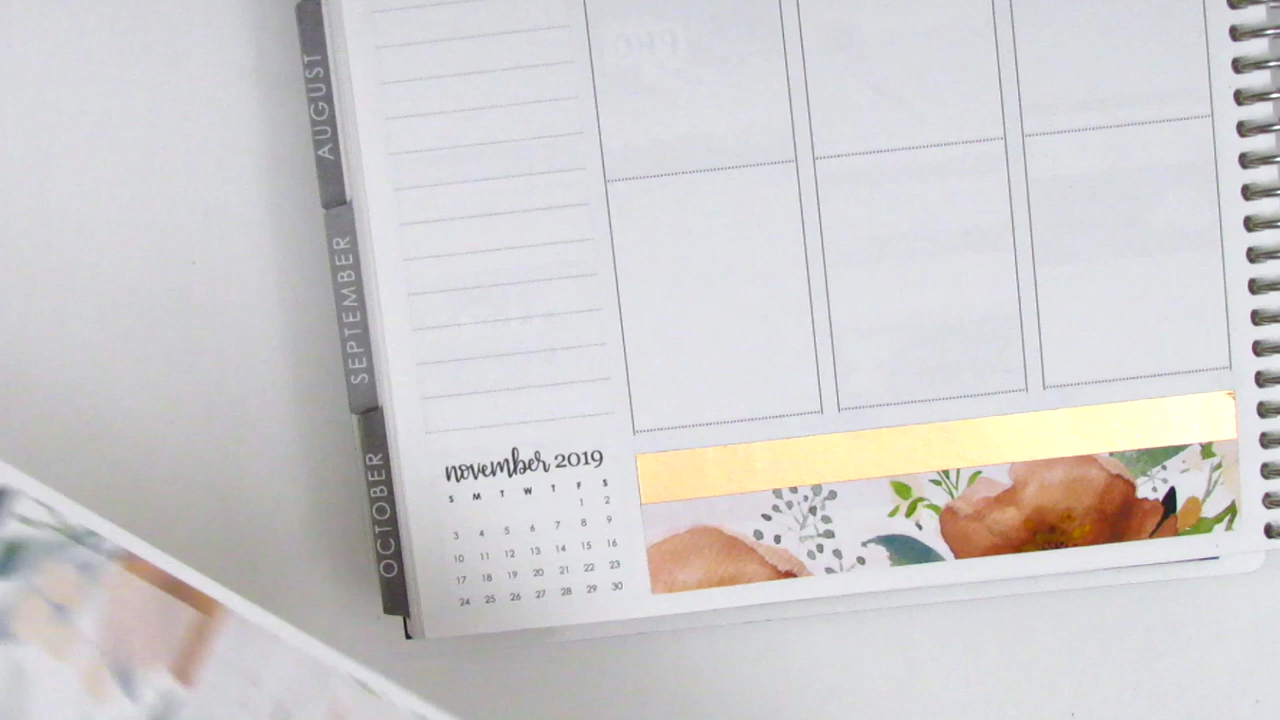 AUGUST
SEPTEMBER
OCTOBER
november 2019
S M T W T F S
1 2
3 4 5 6 7 8 9
10 11 12 13 14 15 16
17 18 19 20 21 22 23
24 25 26 27 28 29 30